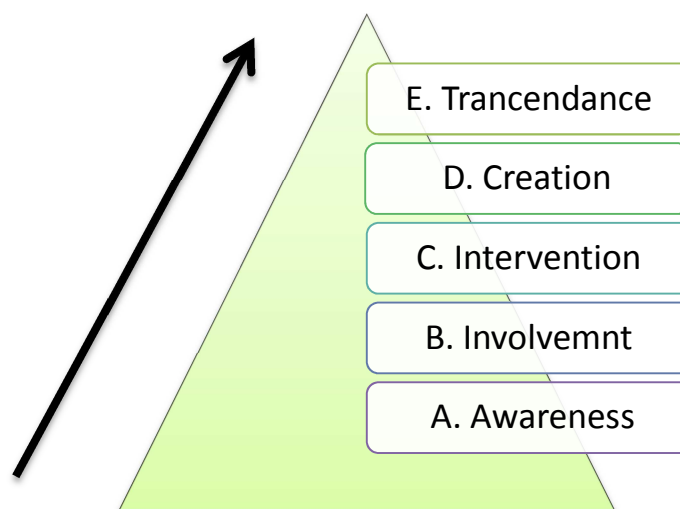 E. Trancendance
D. Creation
C. Intervention
B. Involvemnt
A. Awareness